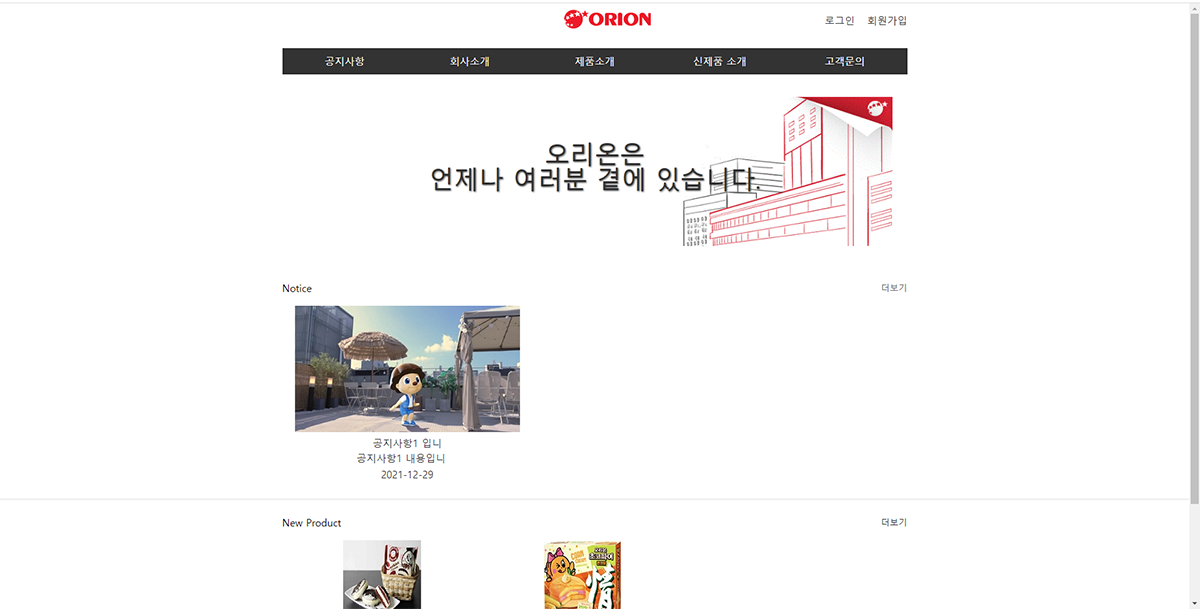 ORION
로그인 회원가입
공지사항 회사소개 제품소개 신제품 소개 고객문의
오리온은
언제나 여러분 곁에 있습니다.
Notice 더보기
공지사항1 입니
공지사항1 내용입니
2021-12-29
New Product 더보기
情